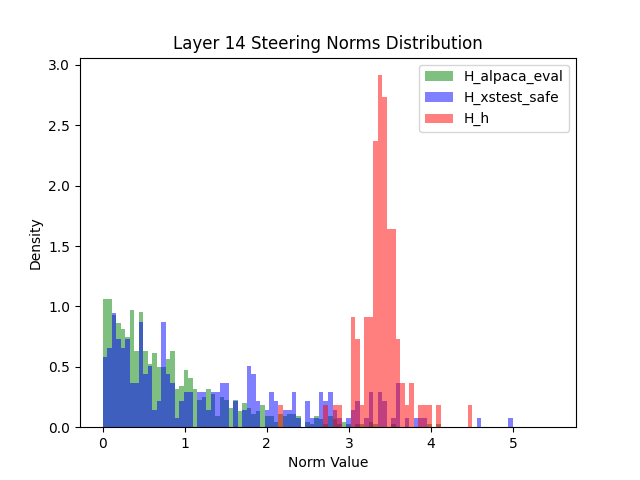 Layer 14 Steering Norms Distribution
3.0
2.5
2.0
1.5
1.0
0.5
0.0
Density
H_alpaca_eval
H_xstest_safe
H_h
0 1 2 3 4 5
Norm Value